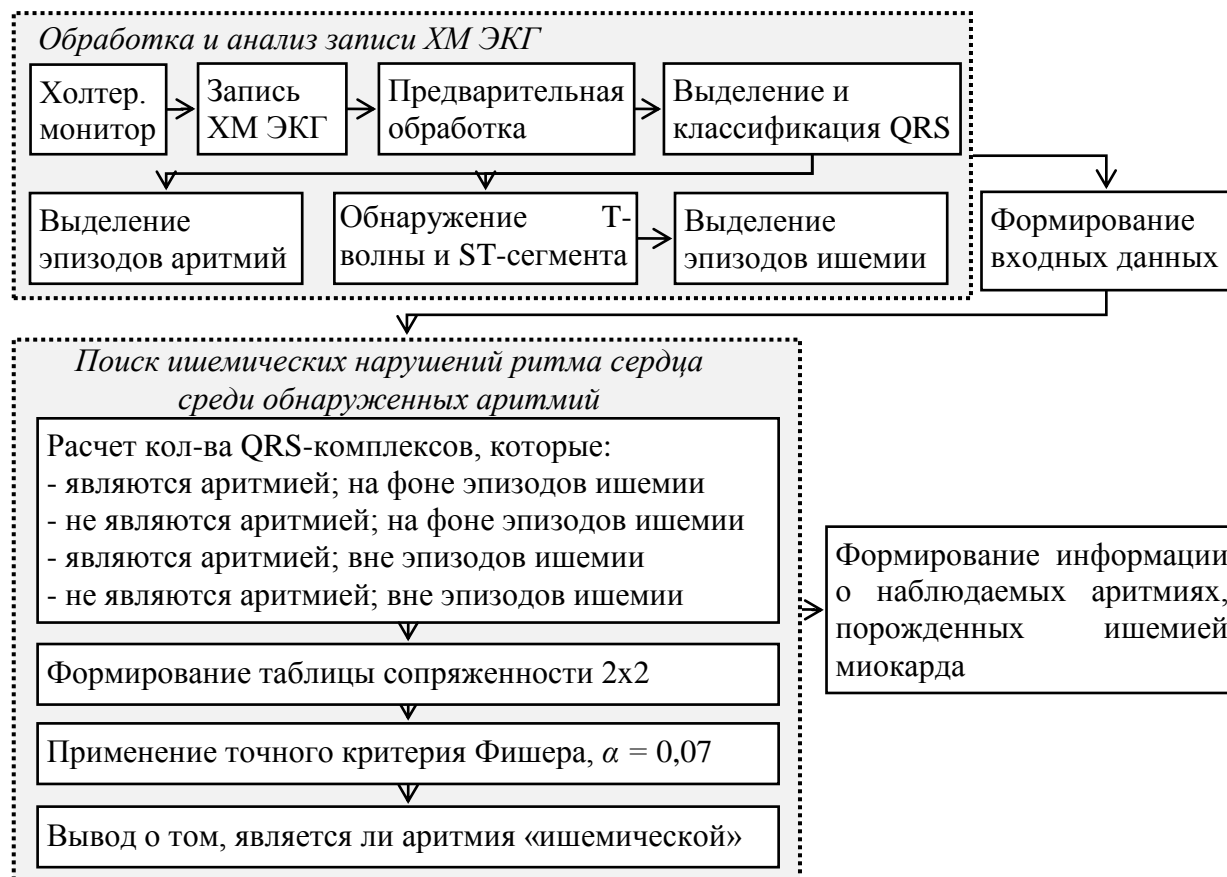 Обработка и анализ записи ХМ ЭКГ
Холтер.
монитор
Запись
ХМ ЭКГ
Предварительная
обработка
Выделение и
классификация QRS
Выделение
эпизодов аритмий
Обнаружение Т-
волны и ST-сегмента
Выделение
эпизодов ишемии
Формирование
входных данных
Поиск ишемических нарушений ритма сердца
среди обнаруженных аритмий
Расчет кол-ва QRS-комплексов, которые:
- являются аритмией; на фоне эпизодов ишемии
- не являются аритмией; на фоне эпизодов ишемии
- являются аритмией; вне эпизодов ишемии
- не являются аритмией; вне эпизодов ишемии
Формирование таблицы сопряженности 2х2
Применение точного критерия Фишера, α = 0,07
Вывод о том, является ли аритмия «ишемической»
Формирование информации
о наблюдаемых аритмиях,
порожденных ишемией
миокарда